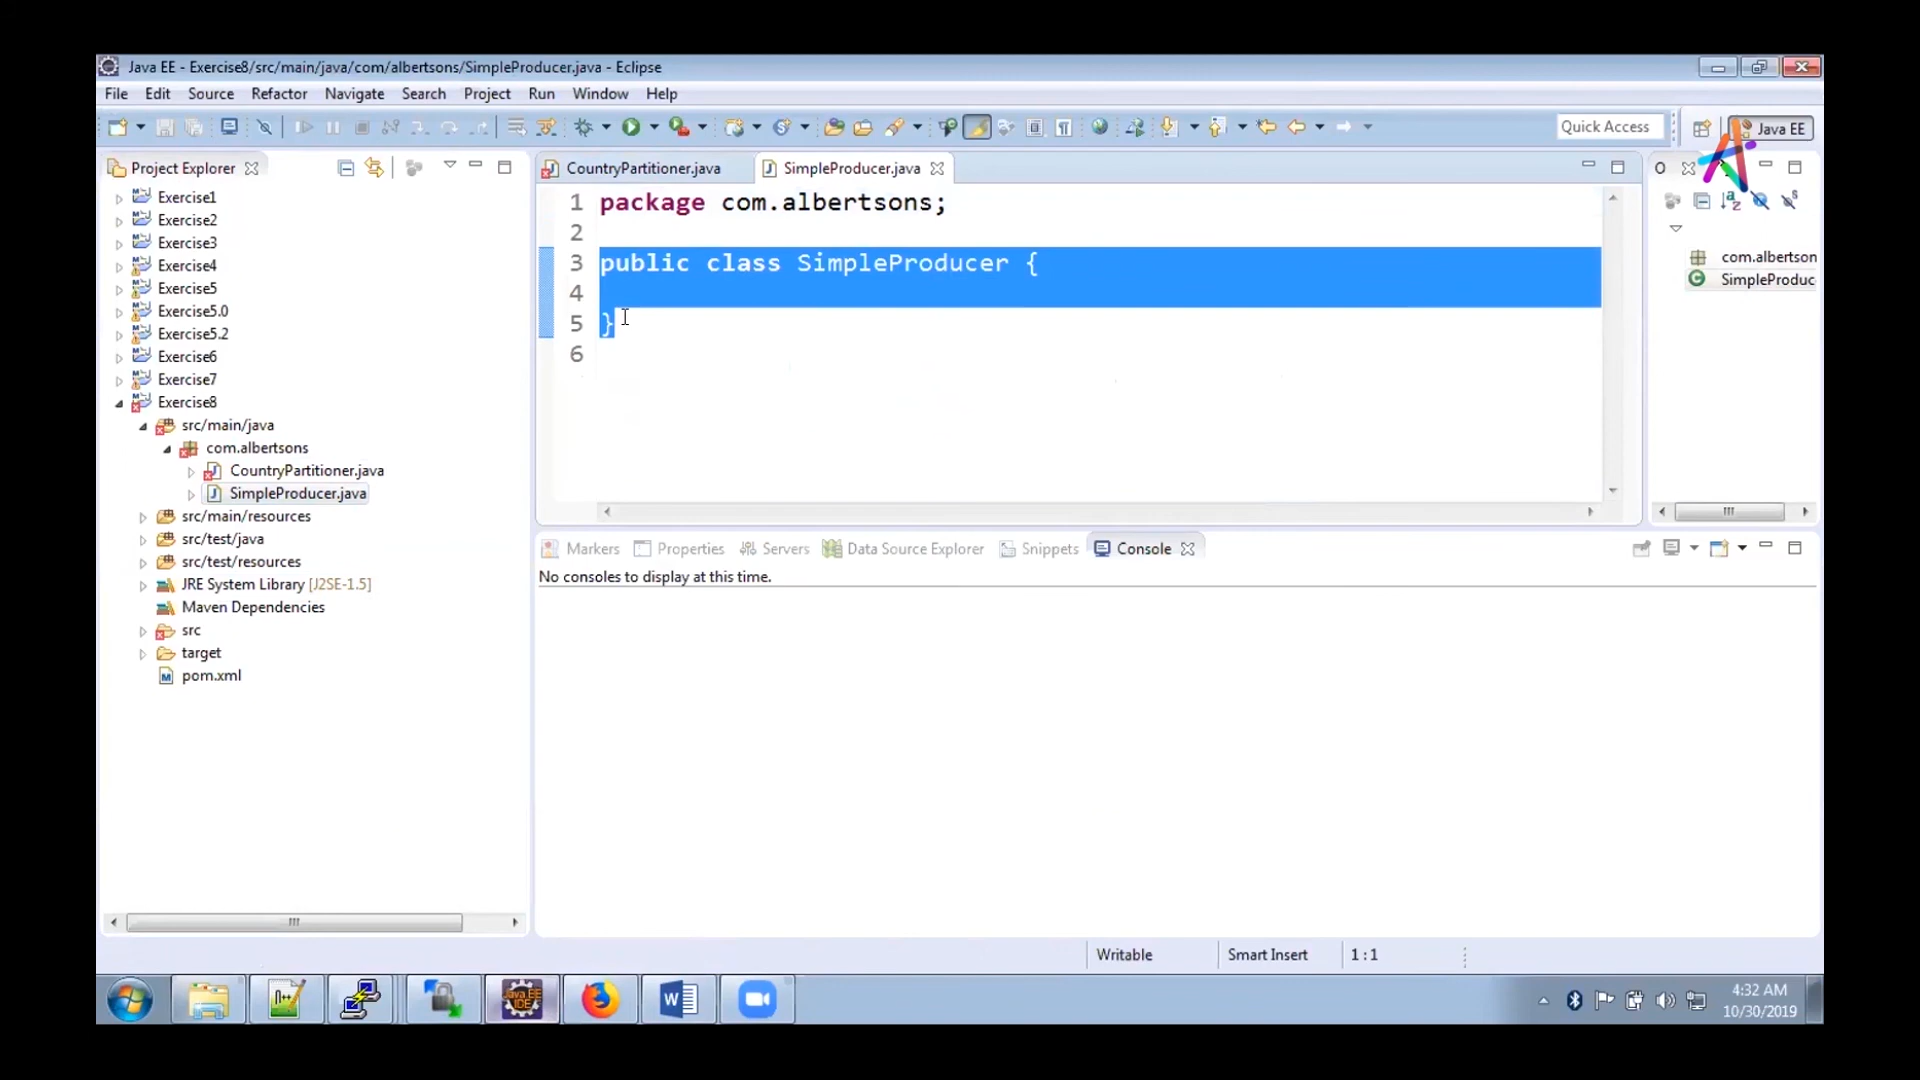 Java EE - Exercise8/src/main/java/com/albertsons/SimpleProducer.java - Eclipse
File Edit Source Refactor Navigate Search Project Run Window Help
Quick Access
Java EE
Project Explorer
Exercise1
Exercise2
Exercise3
Exercise4
Exercise5
Exercise5.0
Exercise5.2
Exercise6
Exercise7
Exercise8
src/main/java
com.albertsons
CountryPartitioner.java
SimpleProducer.java
src/main/resources
src/test/java
src/test/resources
JRE System Library [J2SE-1.5]
Maven Dependencies
src
target
pom.xml
CountryPartitioner.java SimpleProducer.java
1 package com.albertsons;
2
3 public class SimpleProducer {
4
5 }
6
O
com.albertson
SimpleProduc
Markers Properties Servers Data Source Explorer Snippets Console
No consoles to display at this time.
Writable Smart Insert 1 : 1
Java EE
IDE
4:32 AM
10/30/2019